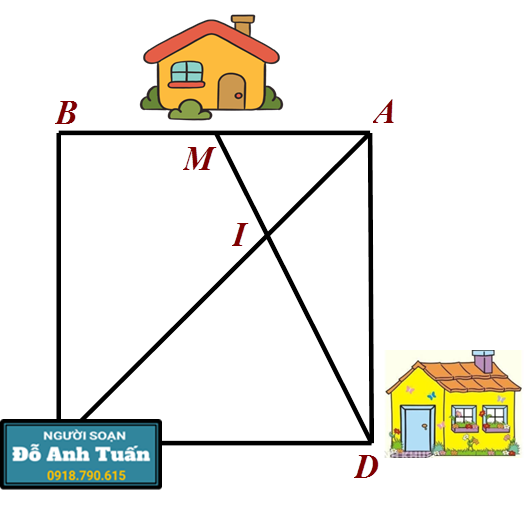 B
A
M
I
NGƯỜI SOẠN
Đỗ Anh Tuấn
0918.790.615
D